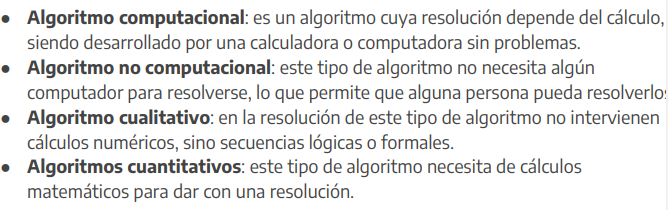 ● Algoritmo computacional: es un algoritmo cuya resolución depende del cálculo,
siendo desarrollado por una calculadora o computadora sin problemas.
● Algoritmo no computacional: este tipo de algoritmo no necesita algún
computador para resolverse, lo que permite que alguna persona pueda resolverlos
● Algoritmo cualitativo: en la resolución de este tipo de algoritmo no intervienen
cálculos numéricos, sino secuencias lógicas o formales.
● Algoritmos cuantitativos: este tipo de algoritmo necesita de cálculos
matemáticos para dar con una resolución.